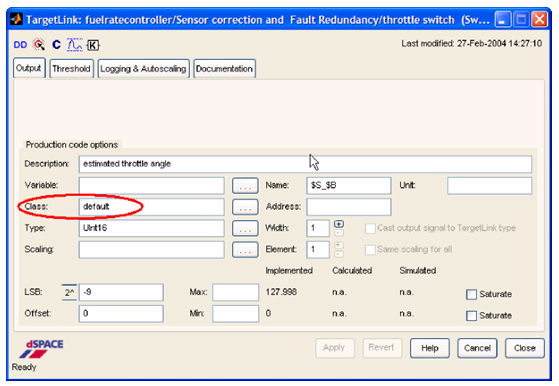 TargetLink: fuelratecontroller/Sensor correction and Fault Redundancy/throttle switch (Sw...
DD C K Last modified: 27-Feb-2004 14:27:10
Output Threshold Logging & Autoscaling Documentation
Production code options
Description: estimated throttle angle
Variable: ... Name: $S_$B Unit:
Class: default ... Address:
Type: UInt16 ... Width: 1 Cast output signal to TargetLink type
Scaling: ... Element: 1 Same scaling for all
Implemented Calculated Simulated
LSB: 2^ -9 Max: 127.998 n.a. n.a. Saturate
Offset: 0 Min: 0 n.a. n.a. Saturate
dSPACE Apply Revert Help Cancel Close
Ready